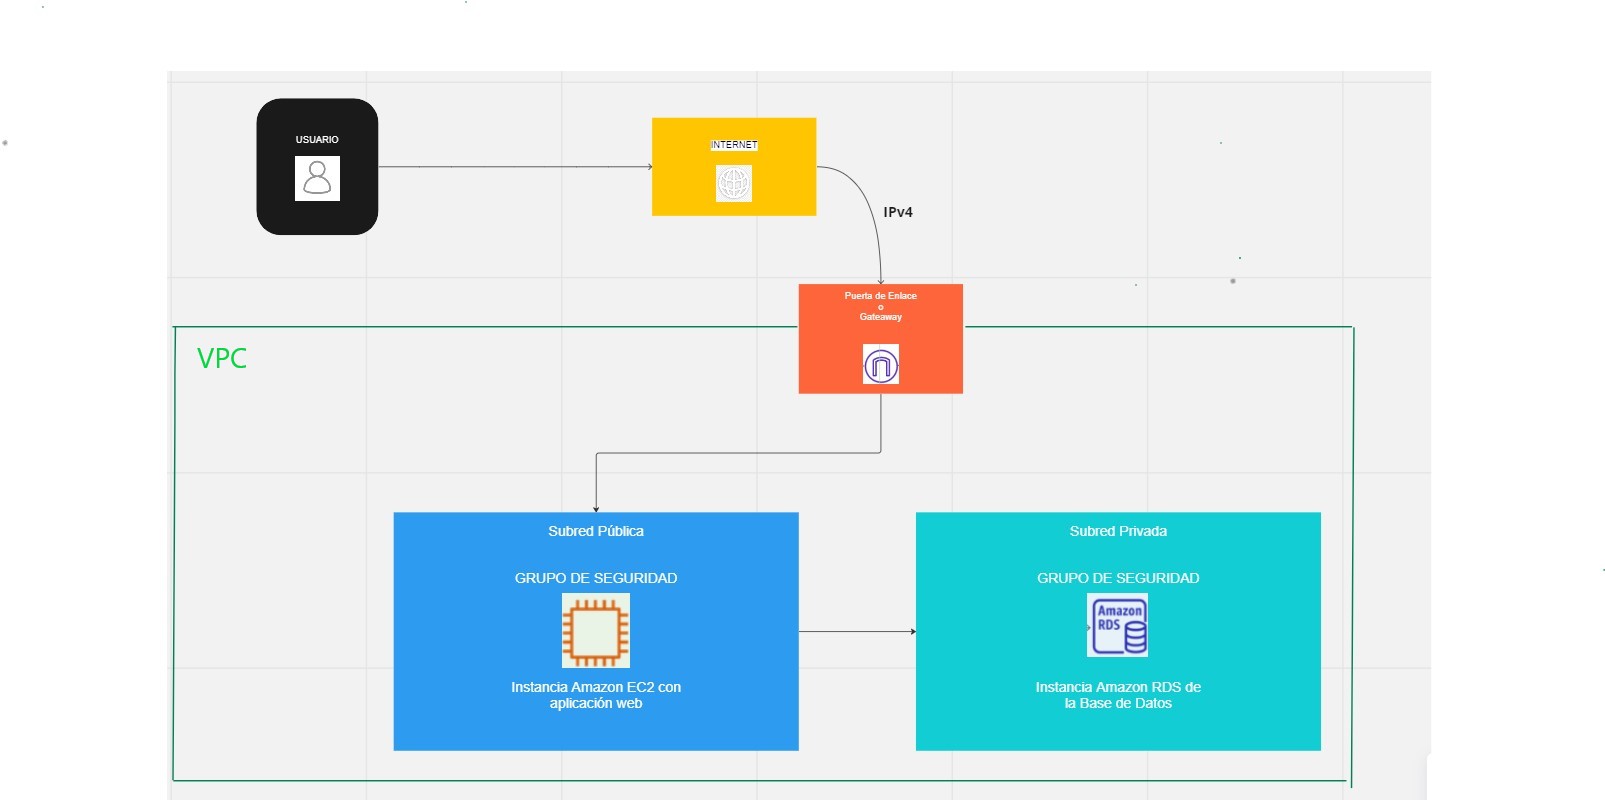 USUARIO
INTERNET
IPv4
Puerta de Enlace
o
Gateaway
VPC
Subred Pública
GRUPO DE SEGURIDAD
Instancia Amazon EC2 con
aplicación web
Subred Privada
GRUPO DE SEGURIDAD
Amazon
RDS
Instancia Amazon RDS de
la Base de Datos